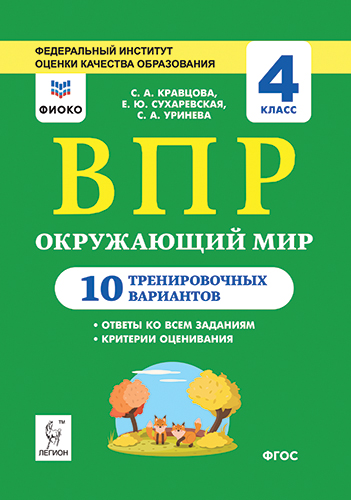 ФЕДЕРАЛЬНЫЙ ИНСТИТУТ
ОЦЕНКИ КАЧЕСТВА ОБРАЗОВАНИЯ
ФИОКО
С. А. КРАВЦОВА,
Е. Ю. СУХАРЕВСКАЯ,
С. А. УРИНЕВА
4
КЛАСС
ВПР
ОКРУЖАЮЩИЙ МИР
10 ТРЕНИРОВОЧНЫХ
ВАРИАНТОВ
• ОТВЕТЫ КО ВСЕМ ЗАДАНИЯМ
• КРИТЕРИИ ОЦЕНИВАНИЯ
TM
ЛЕГИОН
ФГОС